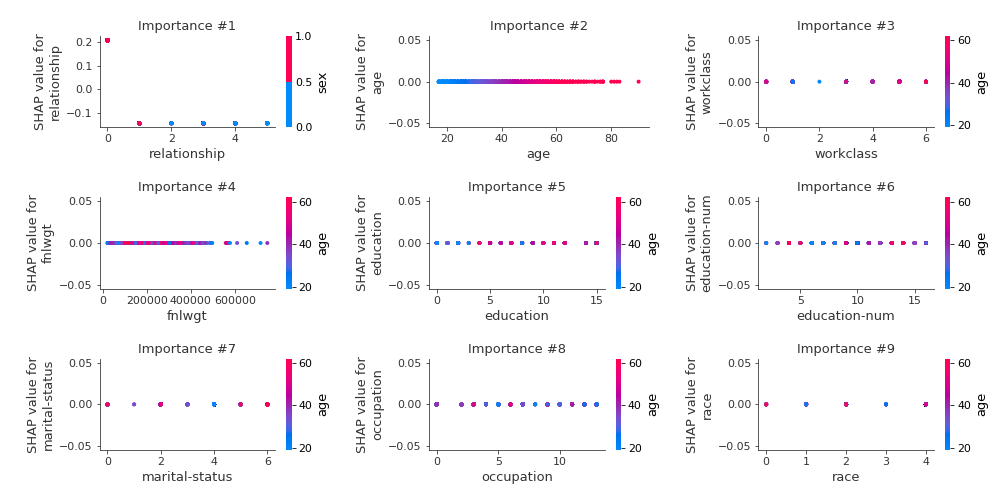 Importance #1
SHAP value for
relationship
0.2
0.1
0.0
−0.1
0
2
4
relationship
1.0
0.5
0.0
sex
Importance #2
SHAP value for
age
0.05
0.00
−0.05
20
40
60
80
age
Importance #3
SHAP value for
workclass
0.05
0.00
−0.05
0
2
4
6
workclass
60
40
20
age
Importance #4
SHAP value for
fnlwgt
0.05
0.00
−0.05
0
200000
400000
600000
fnlwgt
60
40
20
age
Importance #5
SHAP value for
education
0.05
0.00
−0.05
0
5
10
15
education
60
40
20
age
Importance #6
SHAP value for
education-num
0.05
0.00
−0.05
5
10
15
education-num
60
40
20
age
Importance #7
SHAP value for
marital-status
0.05
0.00
−0.05
0
2
4
6
marital-status
60
40
20
age
Importance #8
SHAP value for
occupation
0.05
0.00
−0.05
0
5
10
occupation
60
40
20
age
Importance #9
SHAP value for
race
0.05
0.00
−0.05
0
1
2
3
4
race
60
40
20
age